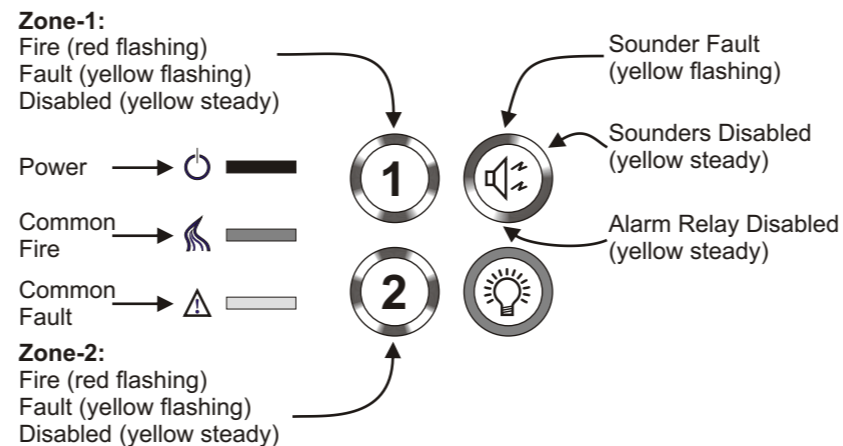 Zone-1:
Fire (red flashing)
Fault (yellow flashing)
Disabled (yellow steady)
Sounder Fault
(yellow flashing)
Sounders Disabled
(yellow steady)
Alarm Relay Disabled
(yellow steady)
Power
Common
Fire
Common
Fault
1
2
Zone-2:
Fire (red flashing)
Fault (yellow flashing)
Disabled (yellow steady)